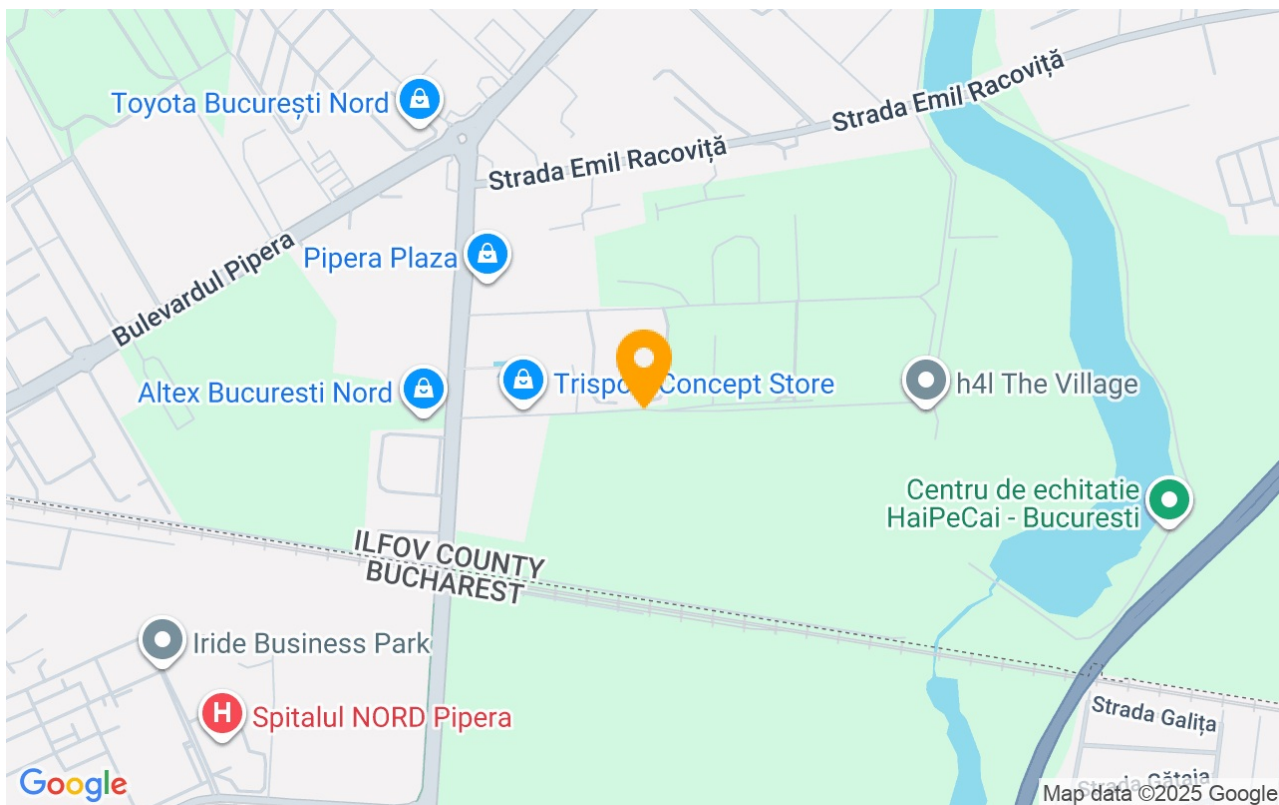 Toyota București Nord
Strada Emil Racoviță
Strada Emil Racoviță
Bulevardul Pipera
Pipera Plaza
Altex Bucuresti Nord
Concept Store
h4l The Village
Centru de echitatie
HaiPeCai - Bucuresti
ILFOV COUNTY
BUCHAREST
Iride Business Park
H
Spitalul NORD Pipera
Strada Galița
Strada Gătaia
Google
Map data ©2025 Google